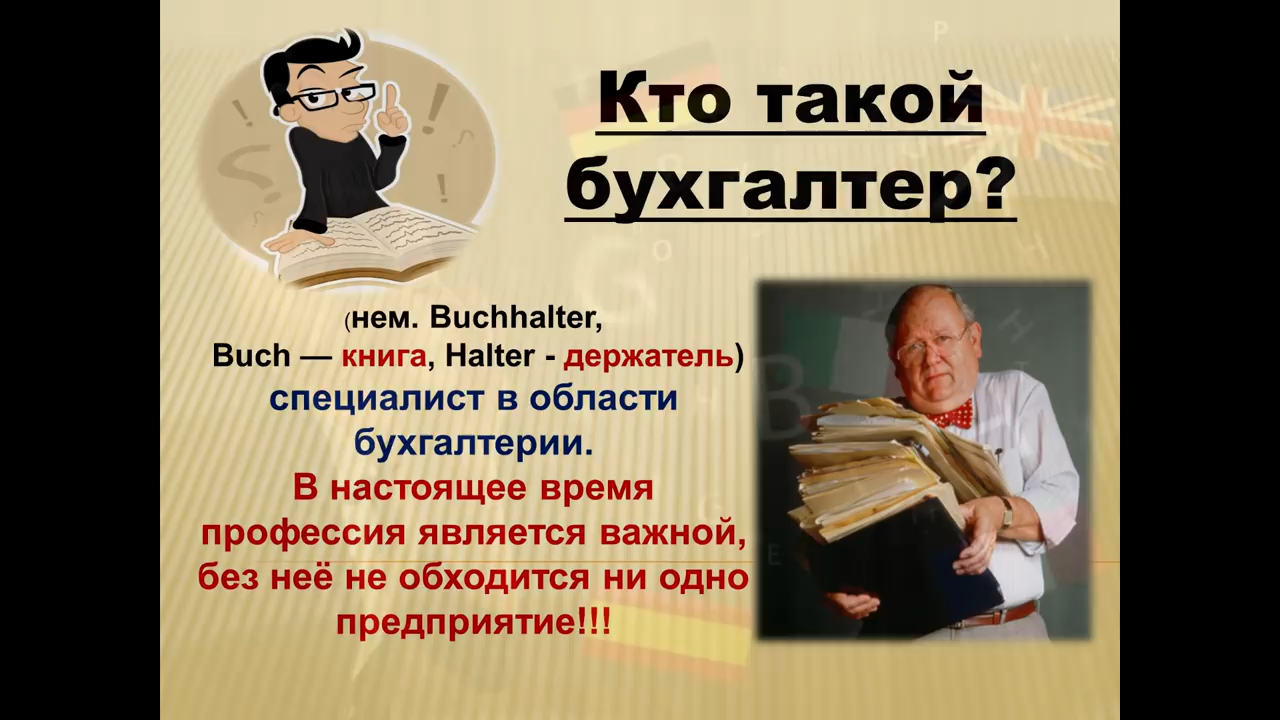 Кто такой
бухгалтер?
(нем. Buchhalter,
Buch — книга, Halter - держатель)
специалист в области
бухгалтерии.
В настоящее время
профессия является важной,
без неё не обходится ни одно
предприятие!!!